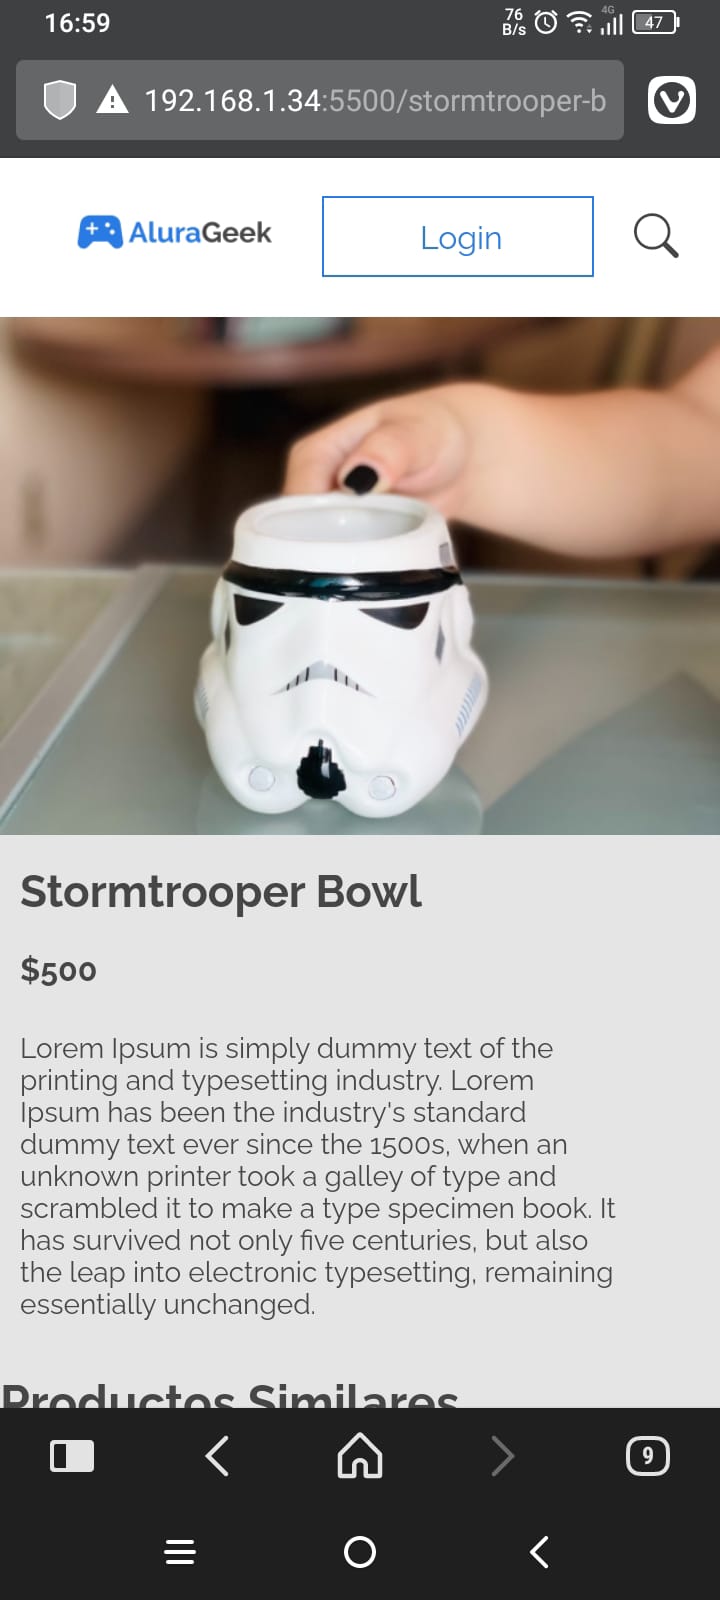 16:59
76
B/s
4G
47
192.168.1.34:5500/stormtrooper-b
AluraGeek
Login
Stormtrooper Bowl
$500
Lorem Ipsum is simply dummy text of the
printing and typesetting industry. Lorem
Ipsum has been the industry's standard
dummy text ever since the 1500s, when an
unknown printer took a galley of type and
scrambled it to make a type specimen book. It
has survived not only five centuries, but also
the leap into electronic typesetting, remaining
essentially unchanged.
Productos Similares
9